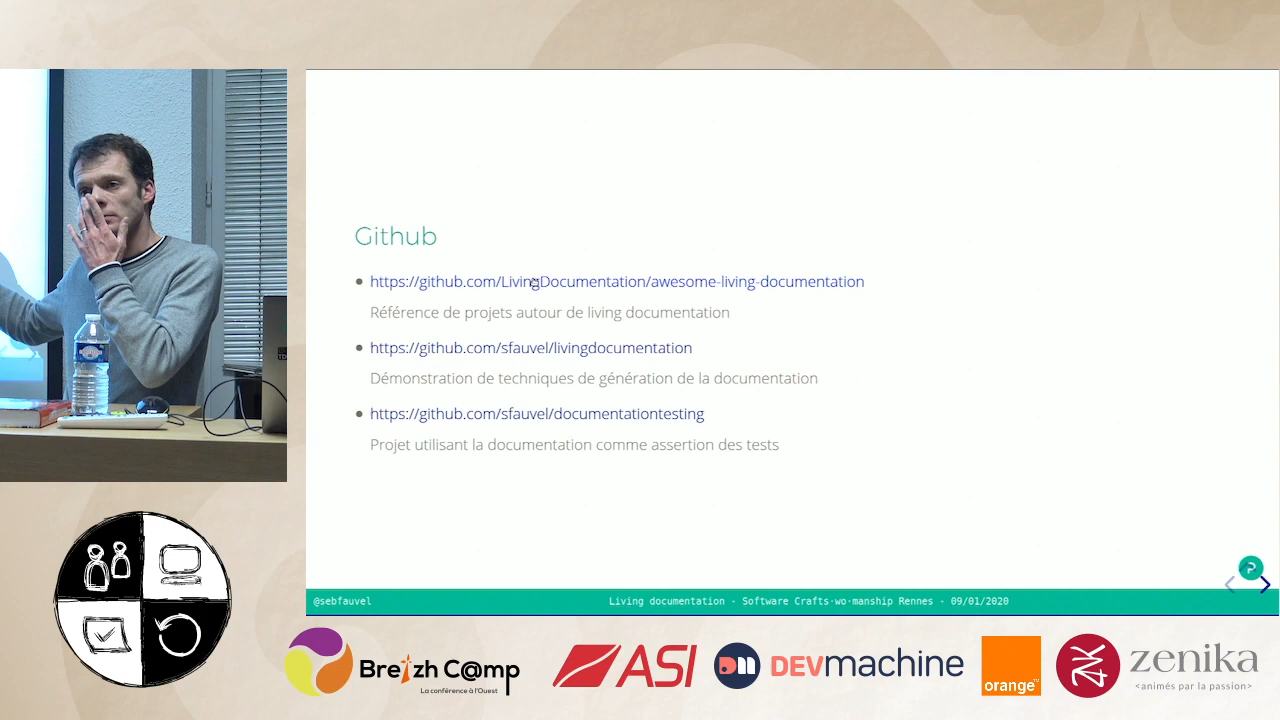 Github
https://github.com/LivingDocumentation/awesome-living-documentation
Référence de projets autour de living documentation
https://github.com/sfauvel/livingdocumentation
Démonstration de techniques de génération de la documentation
https://github.com/sfauvel/documentationtesting
Projet utilisant la documentation comme assertion des tests
@sebfauvel
Living documentation - Software Crafts·wo·manship Rennes - 09/01/2020
Breizh C@mp
La conférence à l'Ouest
ASI
DEVmachine
orange™
zenika
<animés par la passion>